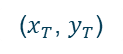 (x_T, y_T)